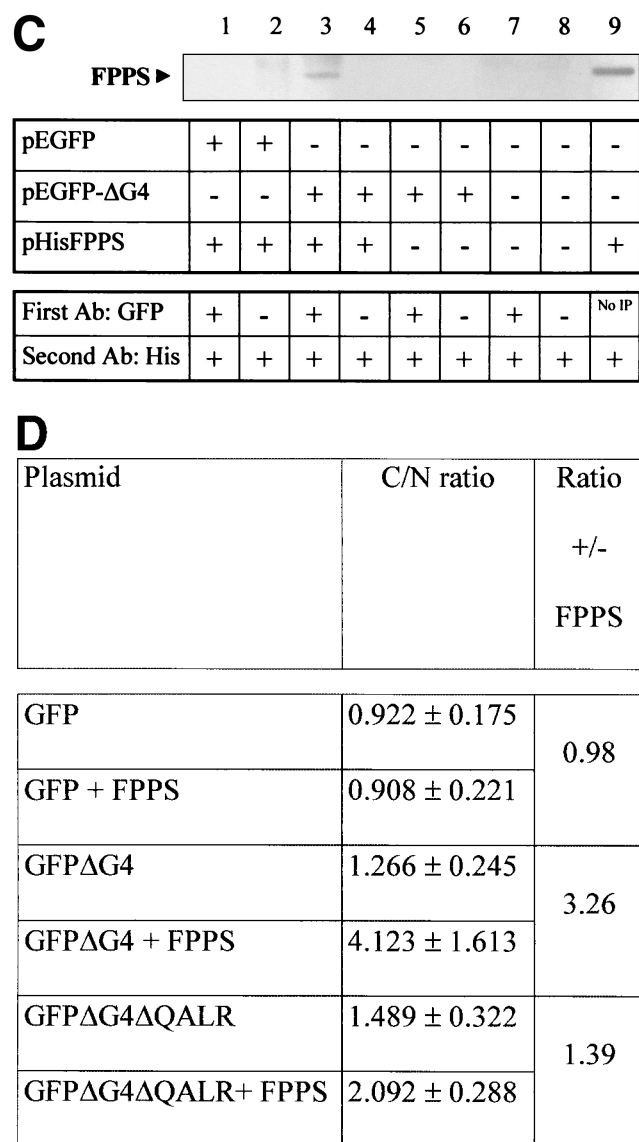 C
1 2 3 4 5 6 7 8 9
FPPS ►
pEGFP + + - - - - - - -
pEGFP-ΔG4 - - + + + + - - -
pHisFPPS + + + + - - - - +
First Ab: GFP + - + - + - + - No IP
Second Ab: His + + + + + + + + +
D
Plasmid C/N ratio Ratio
+/-
FPPS
GFP 0.922 ± 0.175
0.98
GFP + FPPS 0.908 ± 0.221
GFPΔG4 1.266 ± 0.245
3.26
GFPΔG4 + FPPS 4.123 ± 1.613
GFPΔG4ΔQALR 1.489 ± 0.322
1.39
GFPΔG4ΔQALR+ FPPS 2.092 ± 0.288